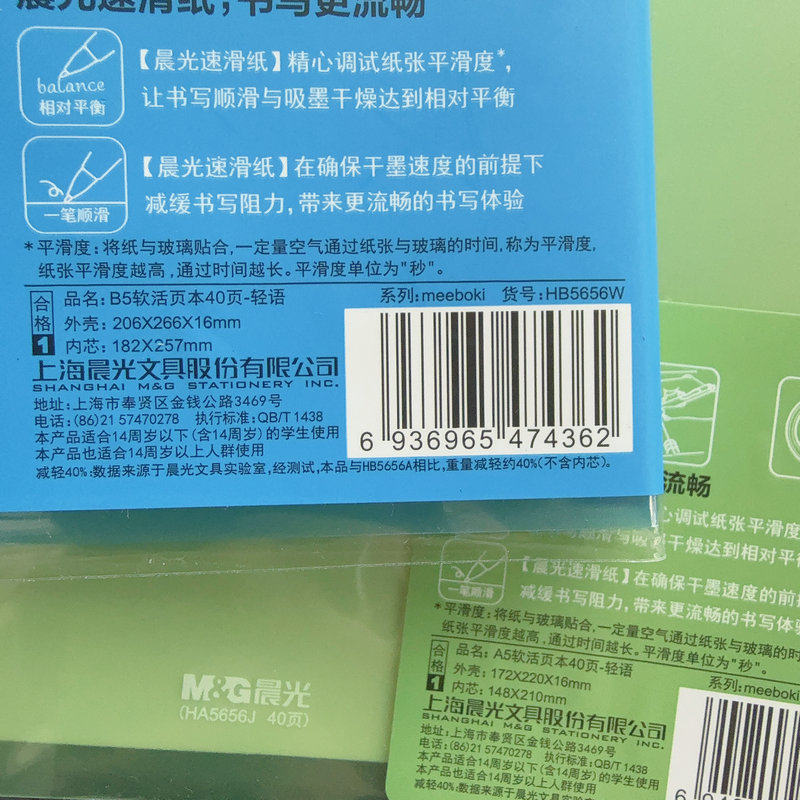 晨光速滑纸，书写更流畅
balance
相对平衡
【晨光速滑纸】精心调试纸张平滑度*，
让书写顺滑与吸墨干燥达到相对平衡
一笔顺滑
【晨光速滑纸】在确保干墨速度的前提下
减缓书写阻力，带来更流畅的书写体验
*平滑度：将纸与玻璃贴合，一定量空气通过纸张与玻璃的时间，称为平滑度，
纸张平滑度越高，通过时间越长。平滑度单位为"秒"。
合格
1
品名：B5软活页本40页-轻语
系列：meeboki 货号：HB5656W
外壳：206X266X16mm
内芯：182X257mm
上海晨光文具股份有限公司
SHANGHAI M&G STATIONERY INC.
地址：上海市奉贤区金钱公路3469号
电话：(86)21 57470278 执行标准：QB/T 1438
本产品适合14周岁以下(含14周岁)的学生使用
本产品也适合14周岁以上人群使用
减轻40%：数据来源于晨光文具实验室，经测试，本品与HB5656A相比，重量减轻约40%(不含内芯)。
6 936965 474362
流畅
心调试纸张平滑度
与吸墨干燥达到相对平
一笔顺滑
【晨光速滑纸】在确保干墨速度的前提
减缓书写阻力，带来更流畅的书写体验
*平滑度：将纸与玻璃贴合，一定量空气通过纸张与玻璃的时
纸张平滑度越高，通过时间越长。平滑度单位为"秒"。
合格
1
品名：A5软活页本40页-轻语
系列：meeboki
外壳：172X220X16mm
内芯：148X210mm
上海晨光文具股份有限公司
SHANGHAI M&G STATIONERY INC.
地址：上海市奉贤区金钱公路3469号
电话：(86)21 57470278 执行标准：QB/T 1438
本产品适合14周岁以下(含14周岁)的学生使用
本产品也适合14周岁以上人群使用
减轻40%：数据来源于晨光文具实验室
M&G晨光
(HA5656J 40页)